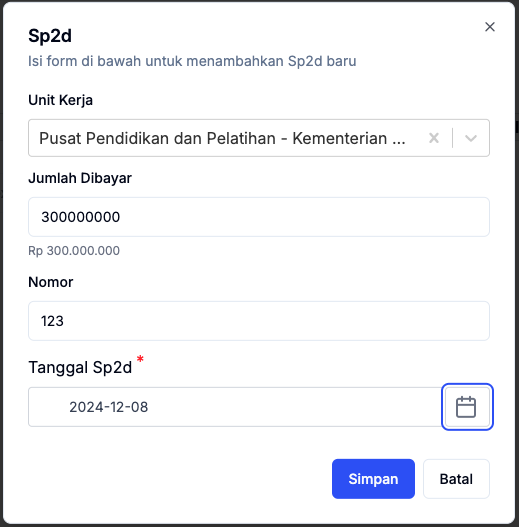 Sp2d
Isi form di bawah untuk menambahkan Sp2d baru
Unit Kerja
Pusat Pendidikan dan Pelatihan - Kementerian ...
Jumlah Dibayar
300000000
Rp 300.000.000
Nomor
123
Tanggal Sp2d *
2024-12-08
Simpan
Batal